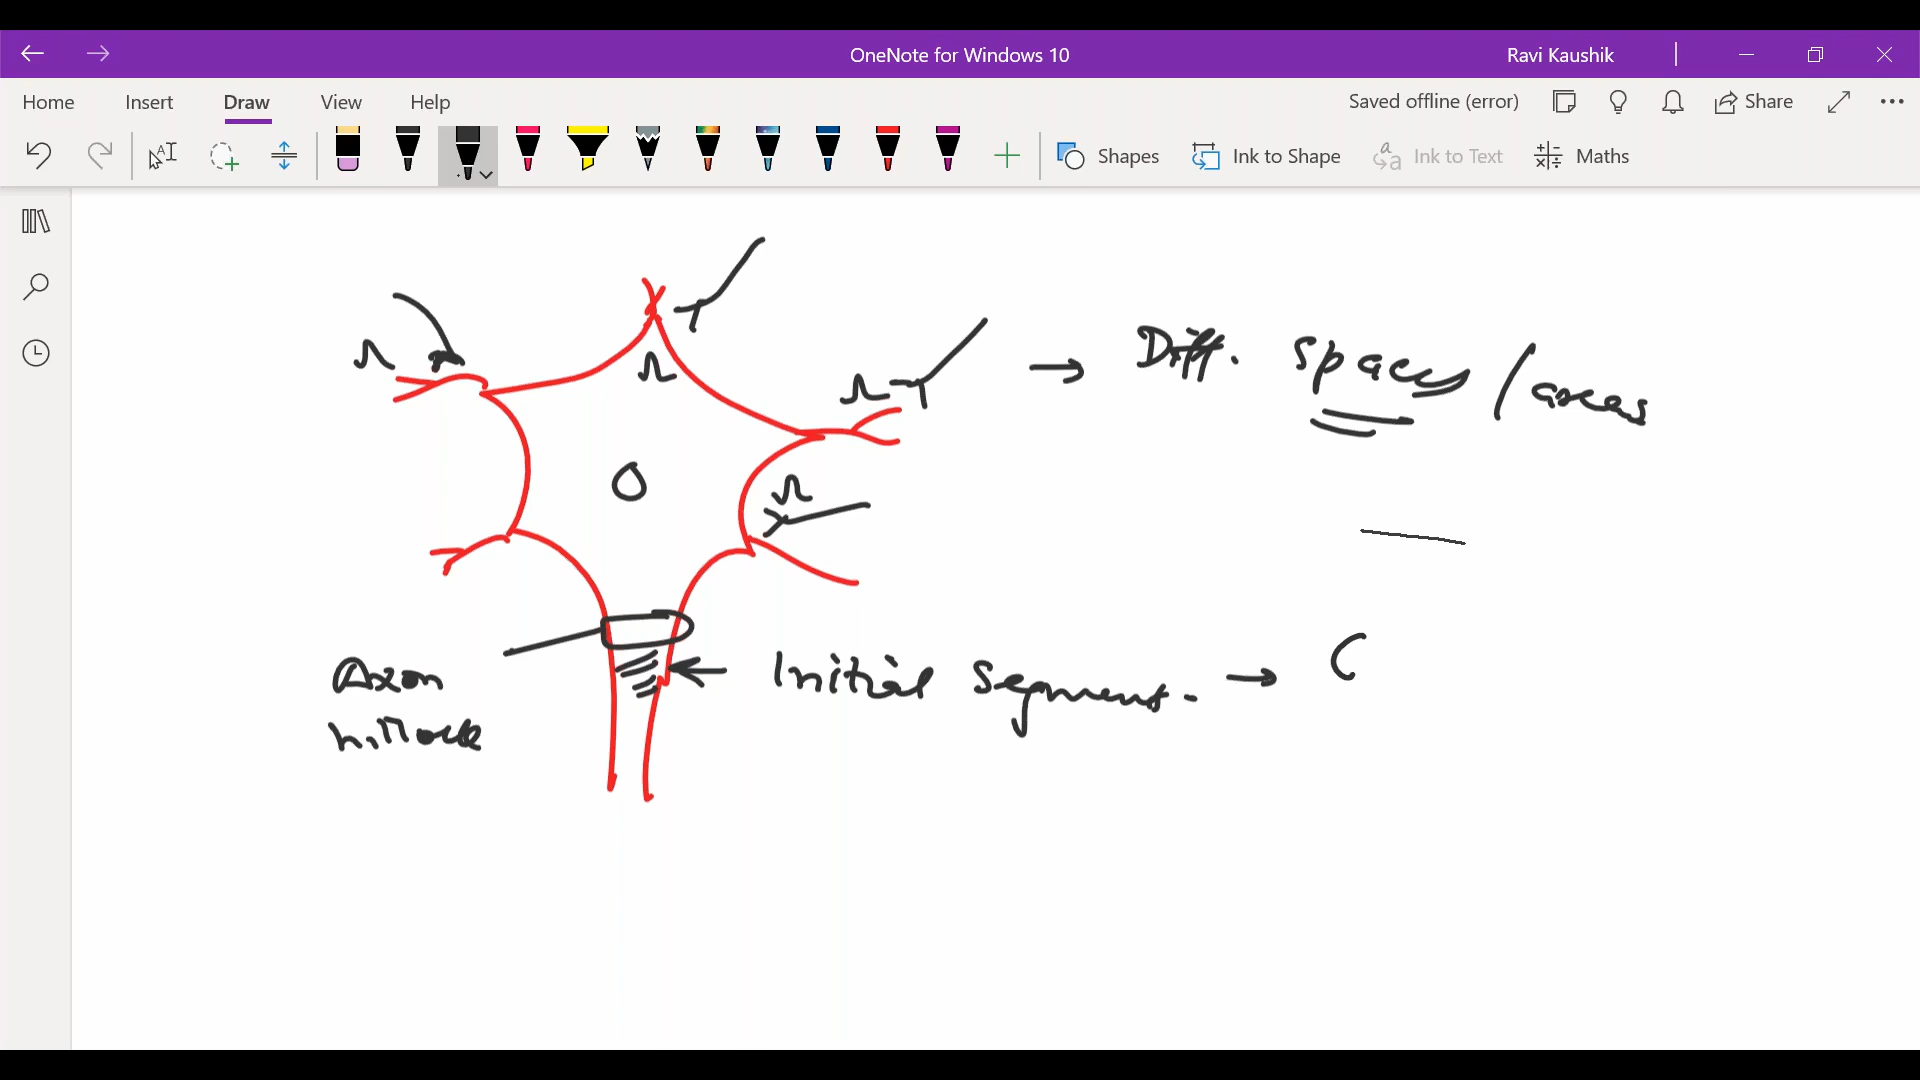 OneNote for Windows 10
Ravi Kaushik
Home Insert Draw View Help
Saved offline (error)
Share
Shapes
Ink to Shape
Ink to Text
Maths
→ Diff. Spaces / areas
O
Axon
hillock
← Initial Segment. → C